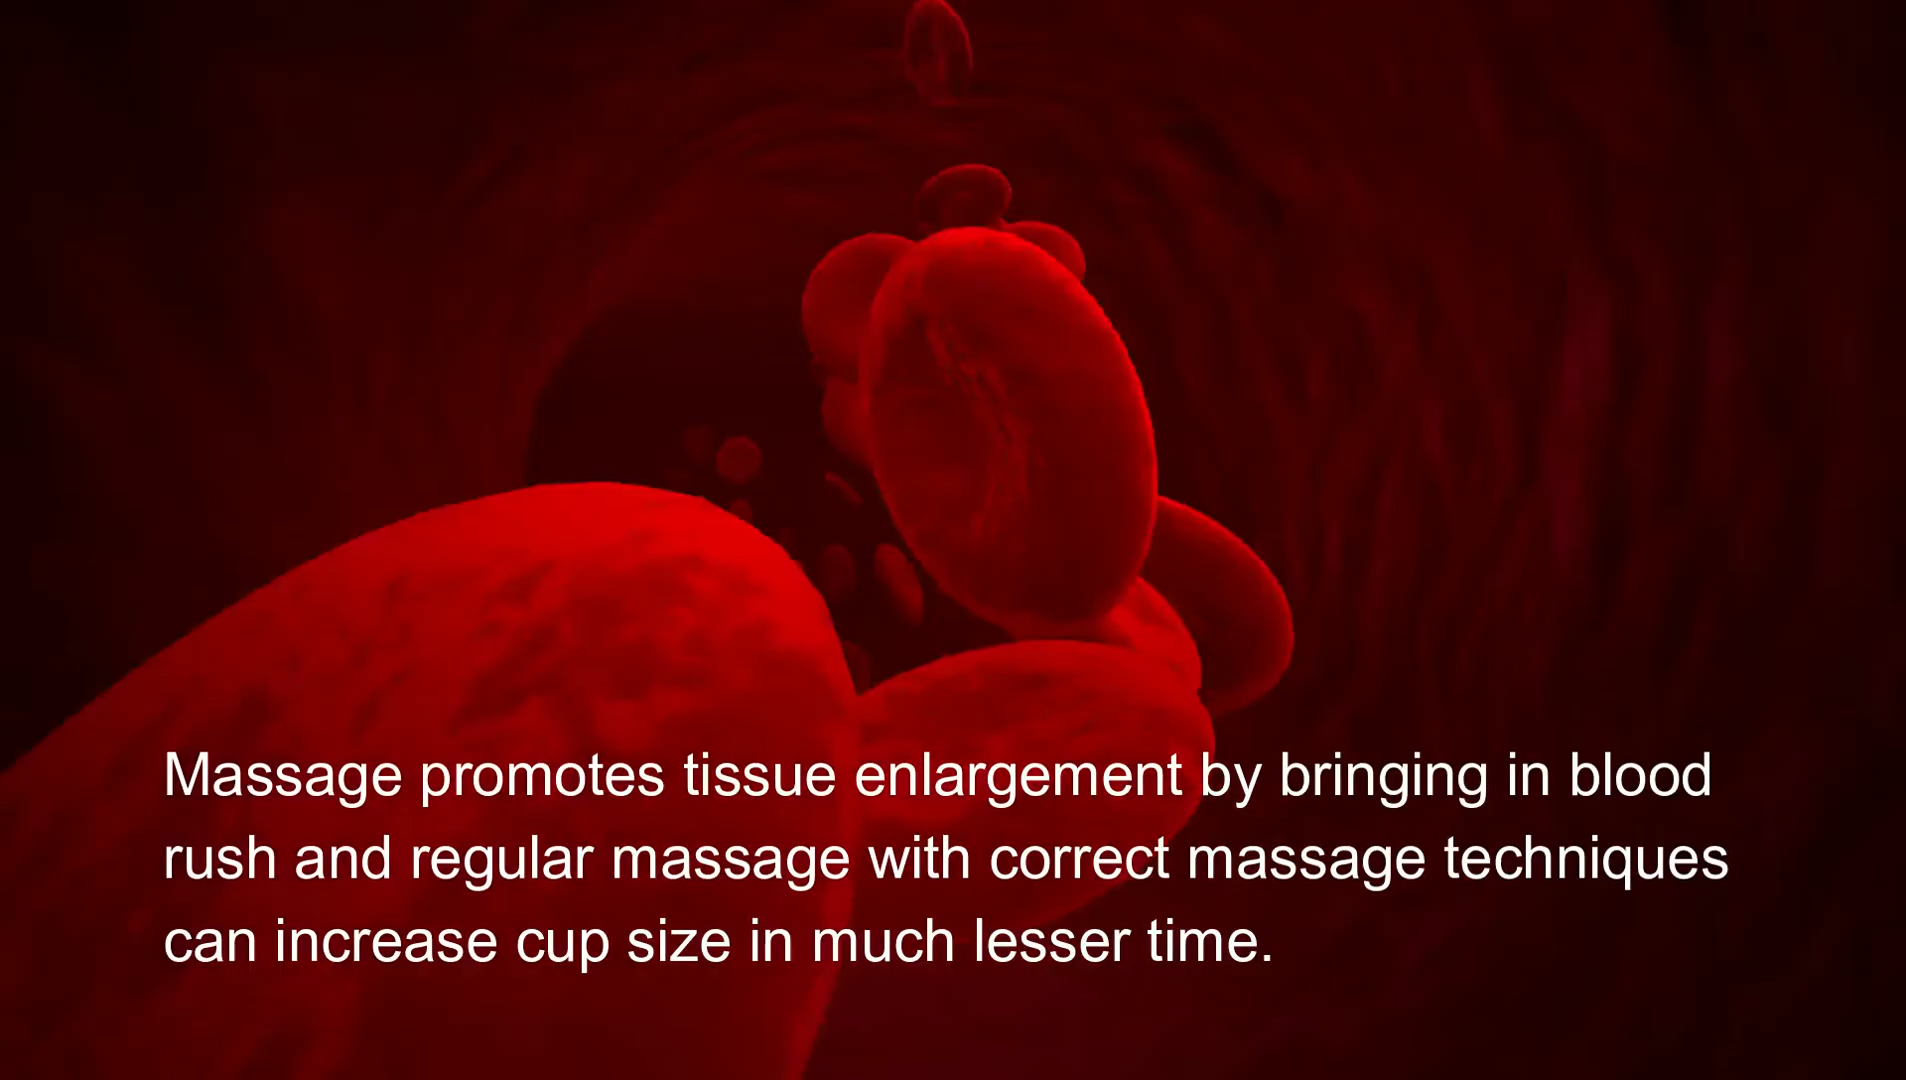 Massage promotes tissue enlargement by bringing in blood
rush and regular massage with correct massage techniques
can increase cup size in much lesser time.